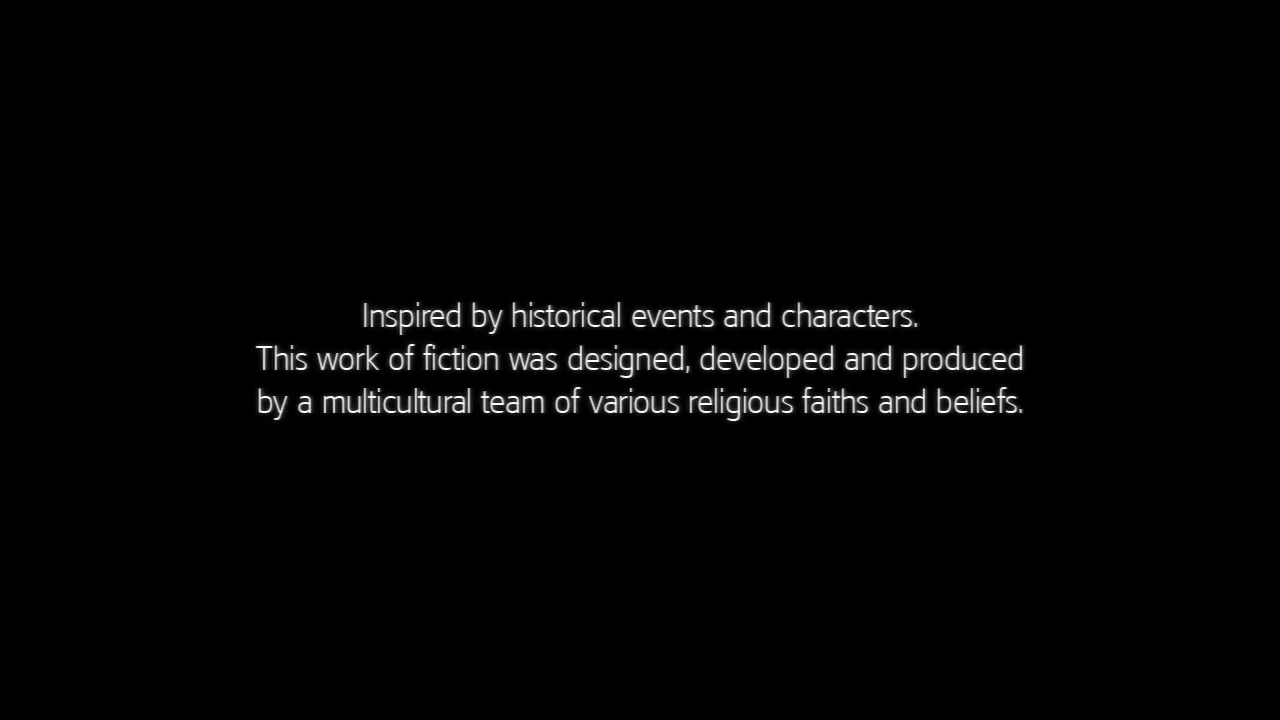 Inspired by historical events and characters.
This work of fiction was designed, developed and produced
by a multicultural team of various religious faiths and beliefs.